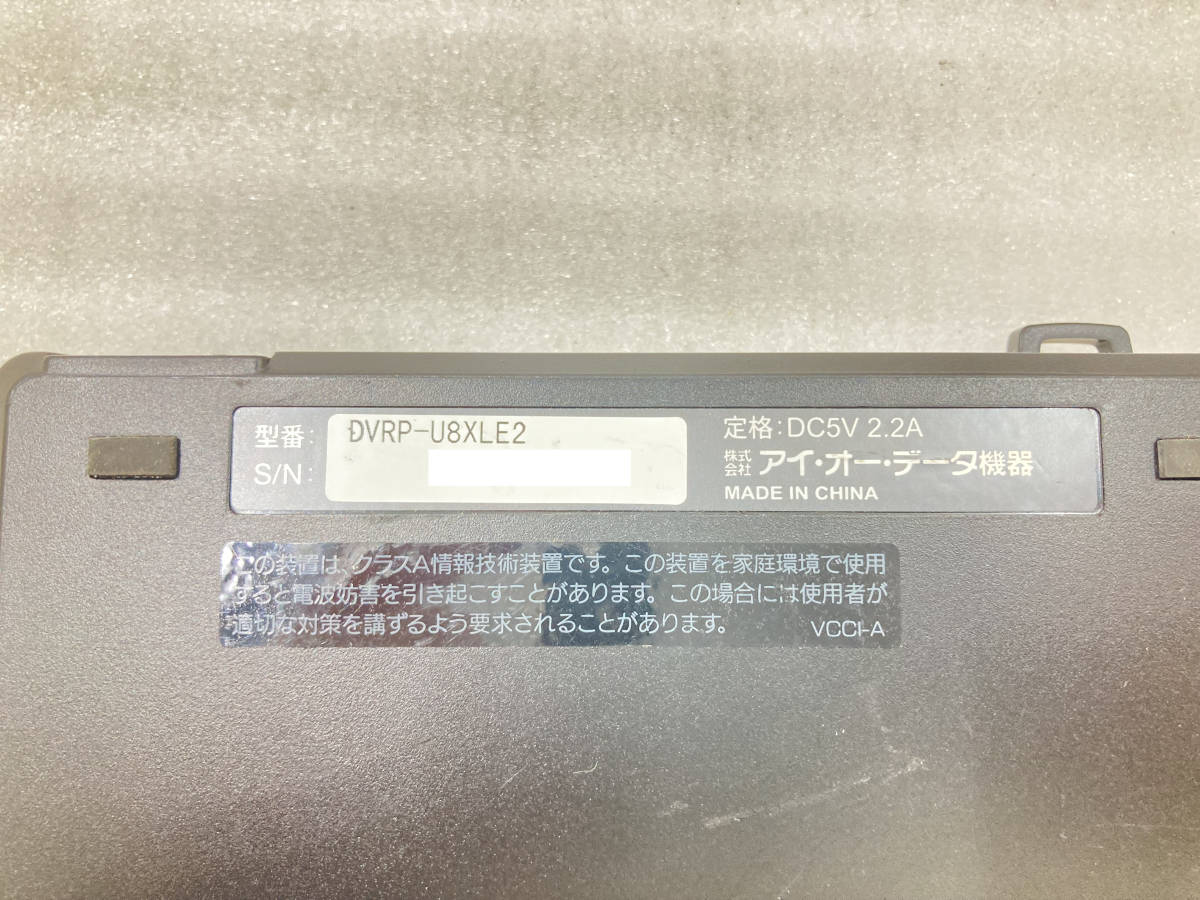 型番: DVRP-U8XLE2
S/N:
定格:DC5V 2.2A
株式会社 アイ・オー・データ機器
MADE IN CHINA
この装置は、クラスA情報技術装置です。この装置を家庭環境で使用
すると電波妨害を引き起こすことがあります。この場合には使用者が
適切な対策を講ずるよう要求されることがあります。 VCCI-A